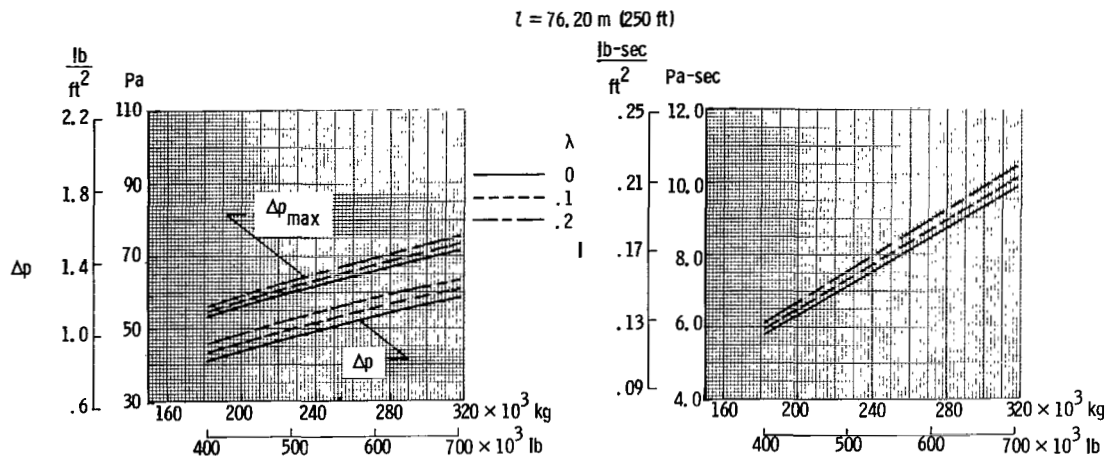 l = 76.20 m (250 ft)
lb
ft²
Pa
2.2
1.8
1.4
1.0
.6
110
90
70
50
30
Δp
Δp max
Δp
160 200 240 280 320 × 10³ kg
400 500 600 700 × 10³ lb
λ
0
.1
.2
lb-sec
ft²
Pa-sec
.25
.21
.17
.13
.09
12.0
10.0
8.0
6.0
4.0
I
160 200 240 280 320 × 10³ kg
400 500 600 700 × 10³ lb